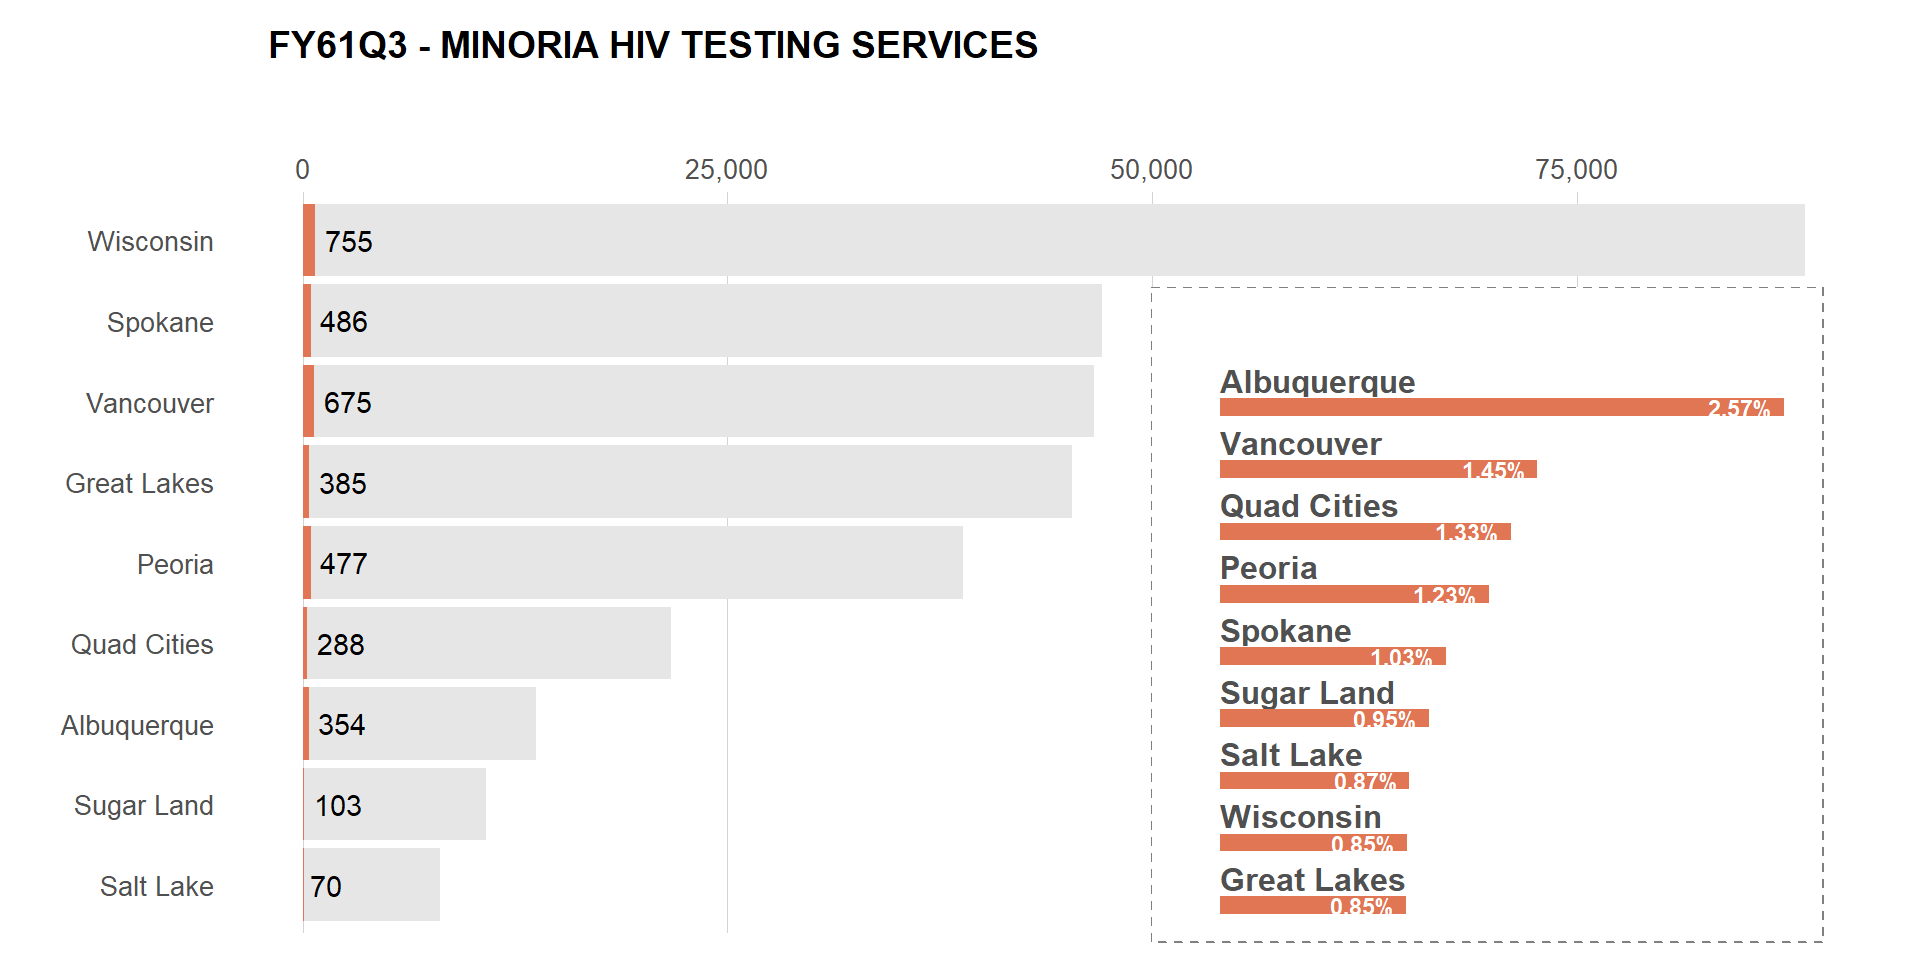 FY61Q3 - MINORIA HIV TESTING SERVICES
0 25,000 50,000 75,000
Wisconsin 755
Spokane 486
Vancouver 675
Great Lakes 385
Peoria 477
Quad Cities 288
Albuquerque 354
Sugar Land 103
Salt Lake 70
Albuquerque
2.57%
Vancouver
1.45%
Quad Cities
1.33%
Peoria
1.23%
Spokane
1.03%
Sugar Land
0.95%
Salt Lake
0.87%
Wisconsin
0.85%
Great Lakes
0.85%